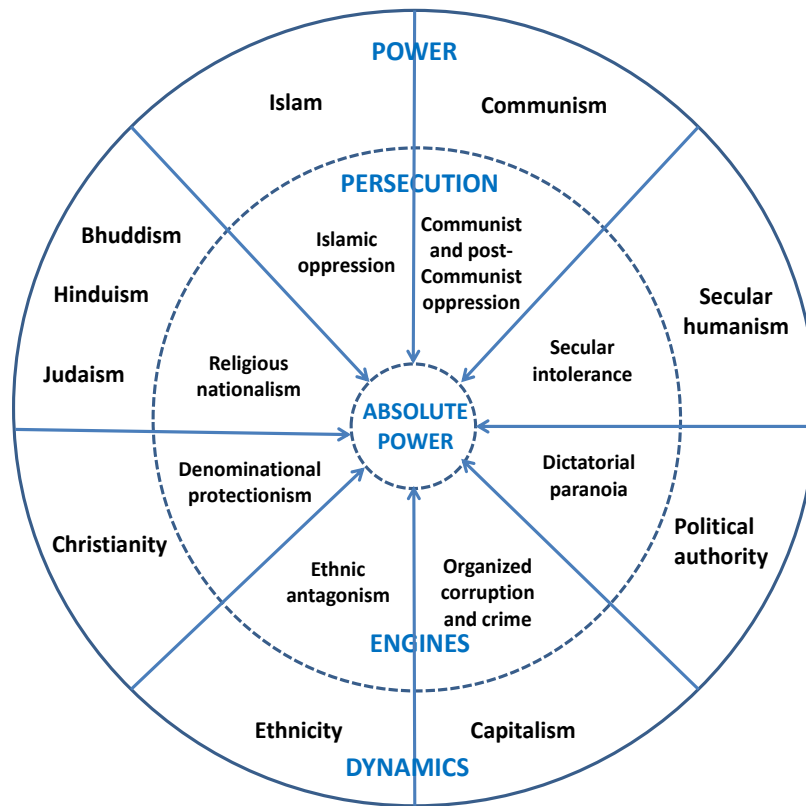 POWER
Islam
Communism
PERSECUTION
Bhuddism
Islamic
oppression
Communist
and post-
Communist
oppression
Hinduism
Secular
humanism
Judaism
Religious
nationalism
Secular
intolerance
ABSOLUTE
POWER
Denominational
protectionism
Dictatorial
paranoia
Christianity
Political
authority
Ethnic
antagonism
Organized
corruption
and crime
ENGINES
Ethnicity
Capitalism
DYNAMICS